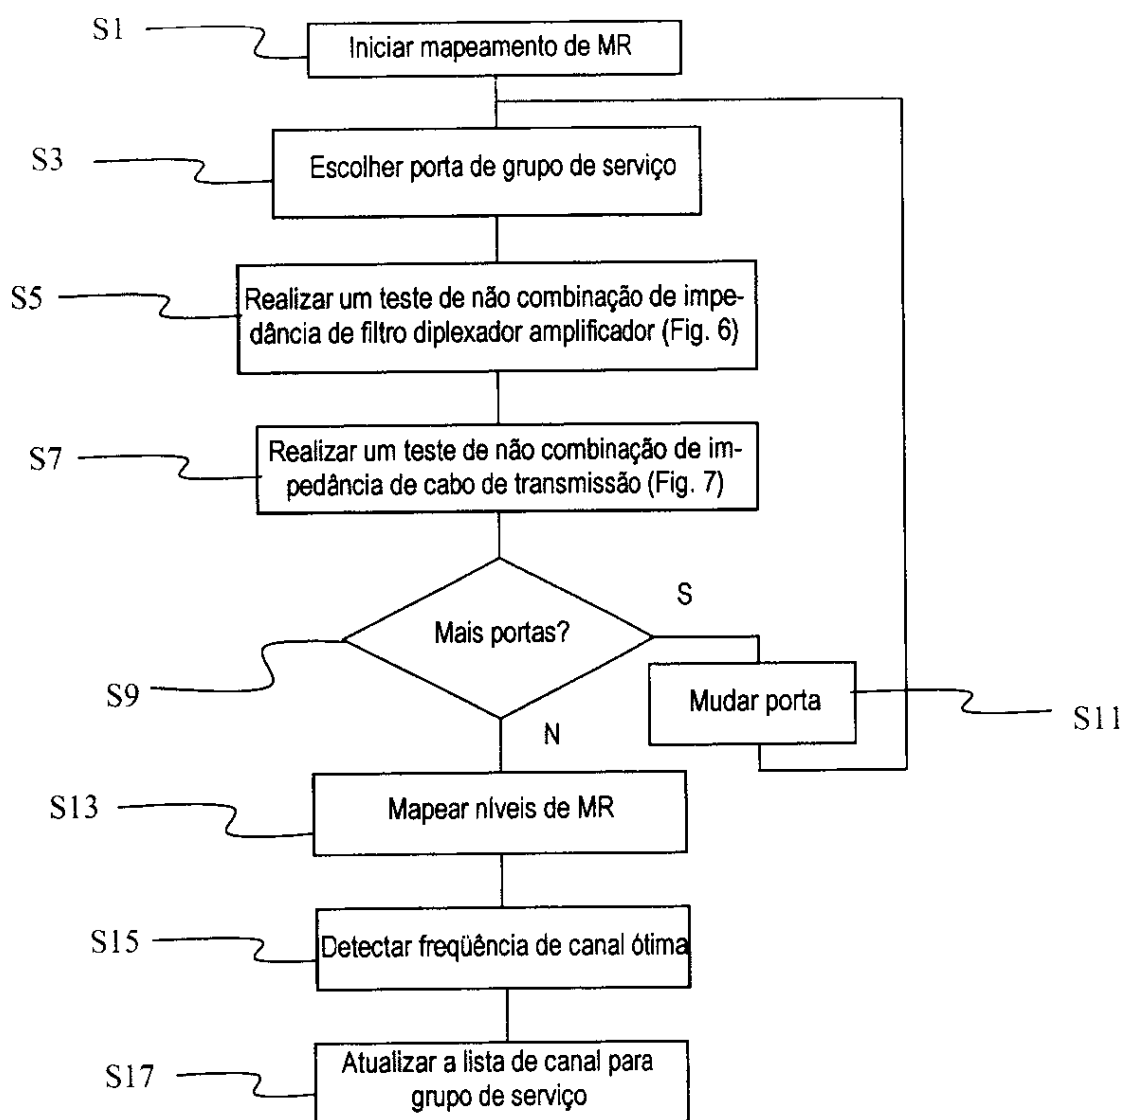 S1
Iniciar mapeamento de MR
S3
Escolher porta de grupo de serviço
S5
Realizar um teste de não combinação de impe-
dância de filtro diplexador amplificador (Fig. 6)
S7
Realizar um teste de não combinação de im-
pedância de cabo de transmissão (Fig. 7)
S
Mais portas?
S9
Mudar porta
S11
N
S13
Mapear níveis de MR
S15
Detectar freqüência de canal ótima
S17
Atualizar a lista de canal para
grupo de serviço